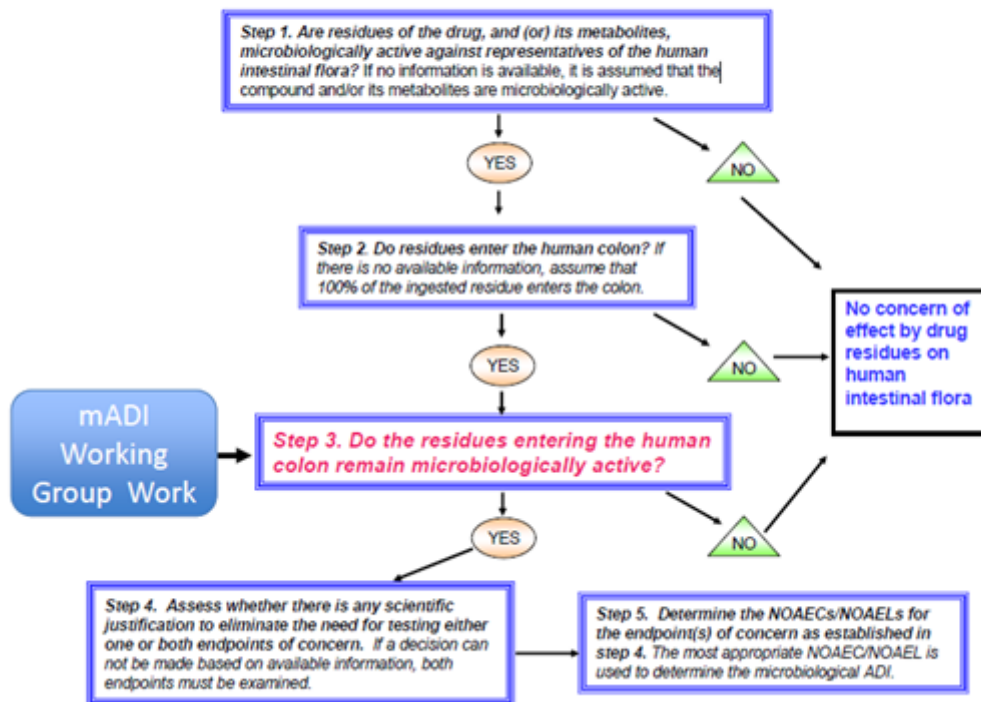 Step 1. Are residues of the drug, and (or) its metabolites,
microbiologically active against representatives of the human
intestinal flora? If no information is available, it is assumed that the
compound and/or its metabolites are microbiologically active.
YES
NO
Step 2. Do residues enter the human colon? If
there is no available information, assume that
100% of the ingested residue enters the colon.
YES
NO
No concern of
effect by drug
residues on
human
intestinal flora
mADI
Working
Group Work
Step 3. Do the residues entering the human
colon remain microbiologically active?
YES
NO
Step 4. Assess whether there is any scientific
justification to eliminate the need for testing either
one or both endpoints of concern. If a decision can
not be made based on available information, both
endpoints must be examined.
Step 5. Determine the NOAECs/NOAELs for
the endpoint(s) of concern as established in
step 4. The most appropriate NOAEC/NOAEL is
used to determine the microbiological ADI.